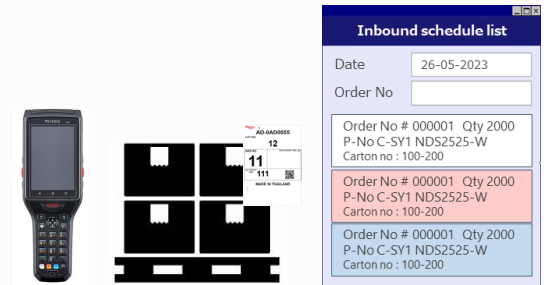 Inbound schedule list
Date 26-05-2023
Order No
Order No # 000001 Qty 2000
P-No C-SY1 NDS2525-W
Carton no : 100-200
Order No # 000001 Qty 2000
P-No C-SY1 NDS2525-W
Carton no : 100-200
Order No # 000001 Qty 2000
P-No C-SY1 NDS2525-W
Carton no : 100-200
KEYENCE
AD-0AD0055
12
11
111
MADE IN THAILAND